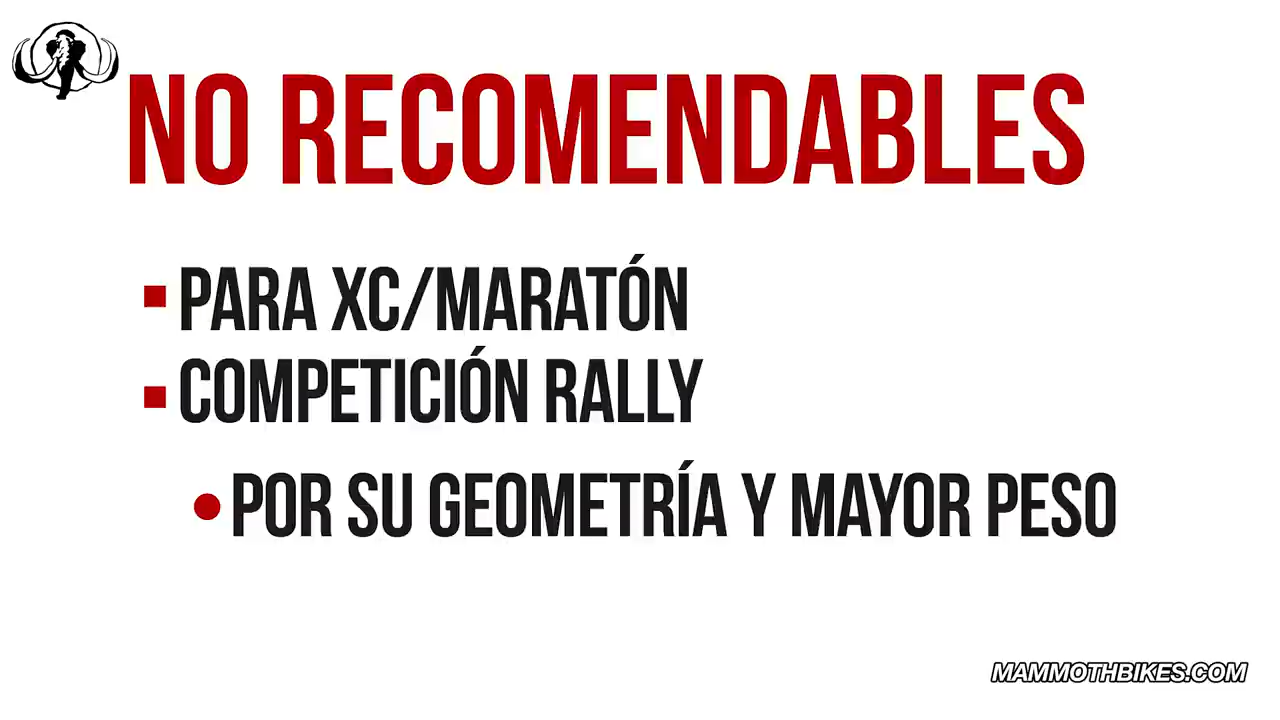 NO RECOMENDABLES
PARA XC/MARATÓN
COMPETICIÓN RALLY
POR SU GEOMETRÍA Y MAYOR PESO
MAMMOTHBIKES.COM